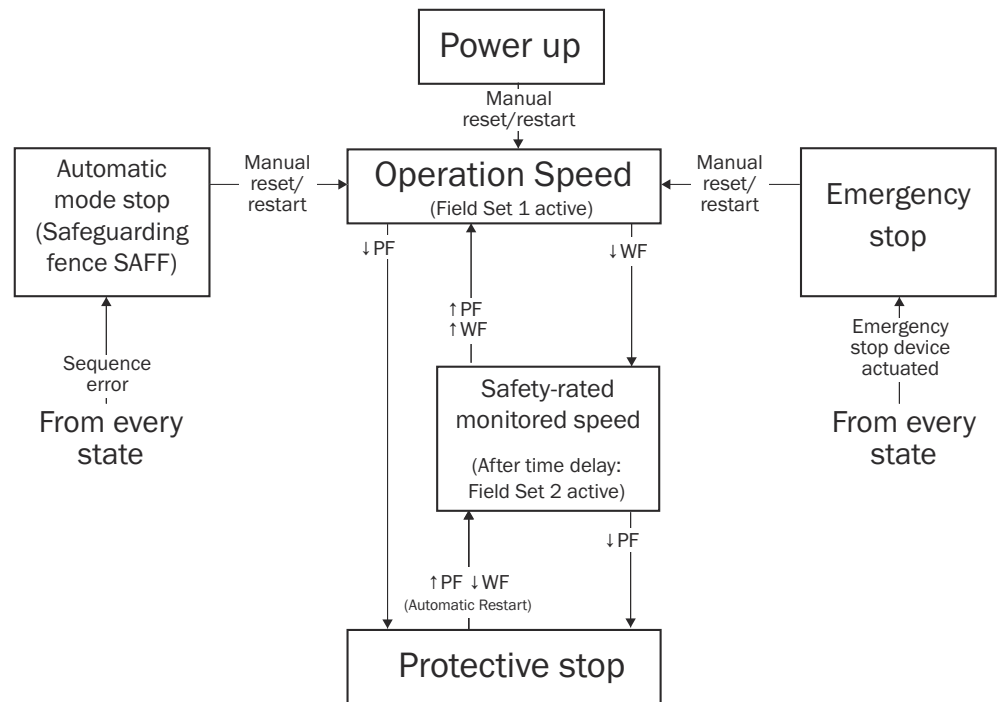 Power up
Manual
reset/restart
Automatic
mode stop
(Safeguarding
fence SAFF)
Manual
reset/
restart
Operation Speed
(Field Set 1 active)
Manual
reset/
restart
Emergency
stop
↓PF
↓WF
↑PF
↑WF
Sequence
error
From every
state
Emergency
stop device
actuated
From every
state
Safety-rated
monitored speed
(After time delay:
Field Set 2 active)
↓PF
↑PF ↓WF
(Automatic Restart)
Protective stop